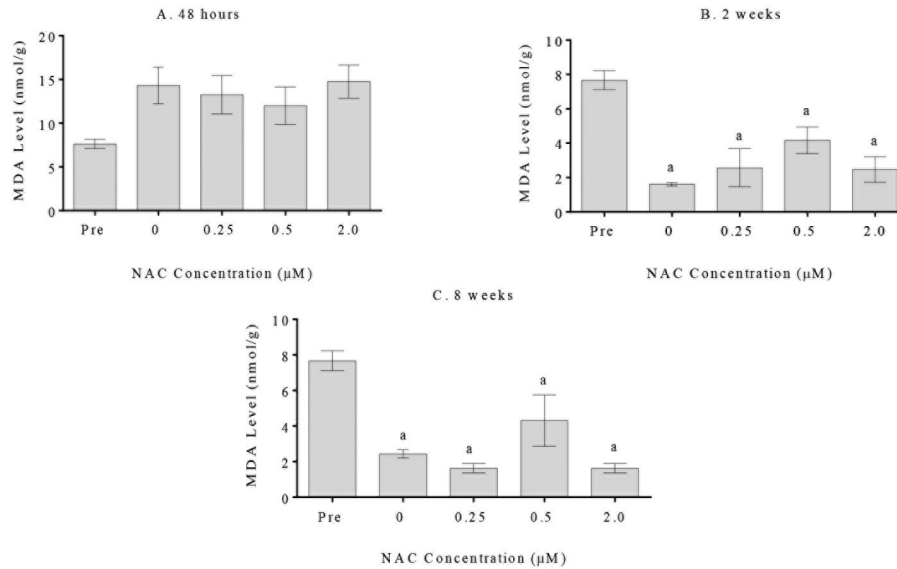 A. 48 hours
MDA Level (nmol/g)
20
15
10
5
0
Pre 0 0.25 0.5 2.0
NAC Concentration (μM)
B. 2 weeks
MDA Level (nmol/g)
10
8
6
4
2
0
a a a a
Pre 0 0.25 0.5 2.0
NAC Concentration (μM)
C. 8 weeks
MDA Level (nmol/g)
10
8
6
4
2
0
a a a a
Pre 0 0.25 0.5 2.0
NAC Concentration (μM)